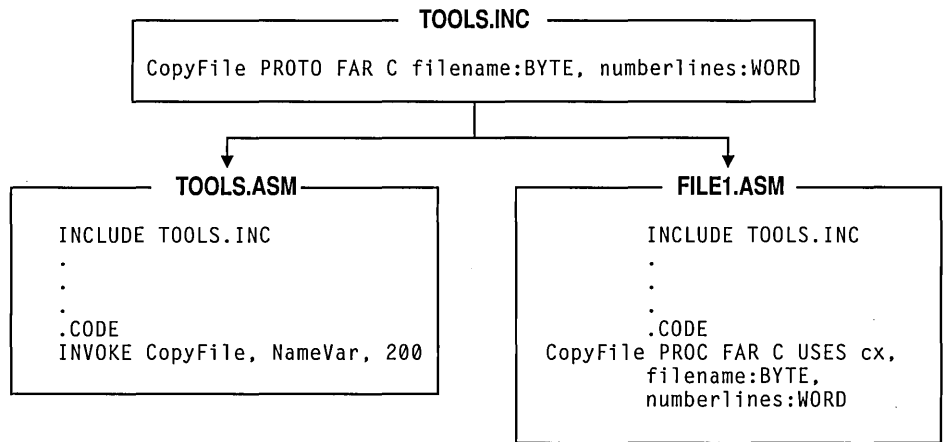 TOOLS.INC
CopyFile PROTO FAR C filename:BYTE, numberlines:WORD
TOOLS.ASM
INCLUDE TOOLS.INC
.
.
.
.CODE
INVOKE CopyFile, NameVar, 200
FILE1.ASM
INCLUDE TOOLS.INC
.
.
.
.CODE
CopyFile PROC FAR C USES cx,
filename:BYTE,
numberlines:WORD